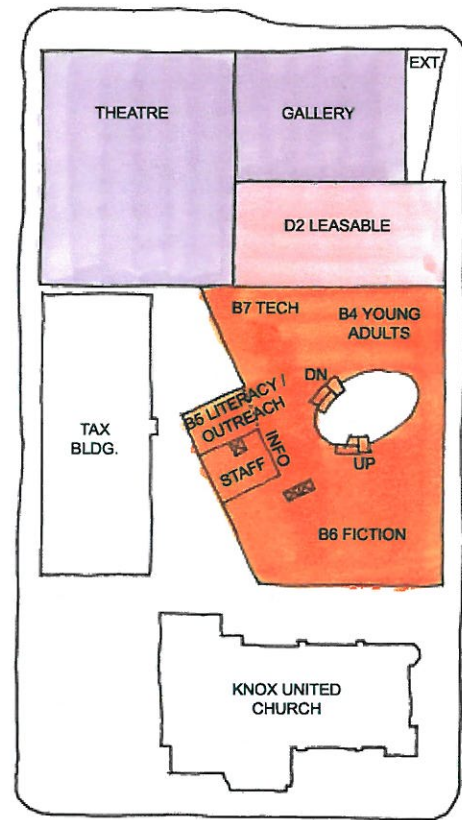 EXT.
THEATRE
GALLERY
D2 LEASABLE
B7 TECH
B4 YOUNG
ADULTS
DN
B5 LITERACY /
OUTREACH
INFO
STAFF
UP
TAX
BLDG.
B6 FICTION
KNOX UNITED
CHURCH